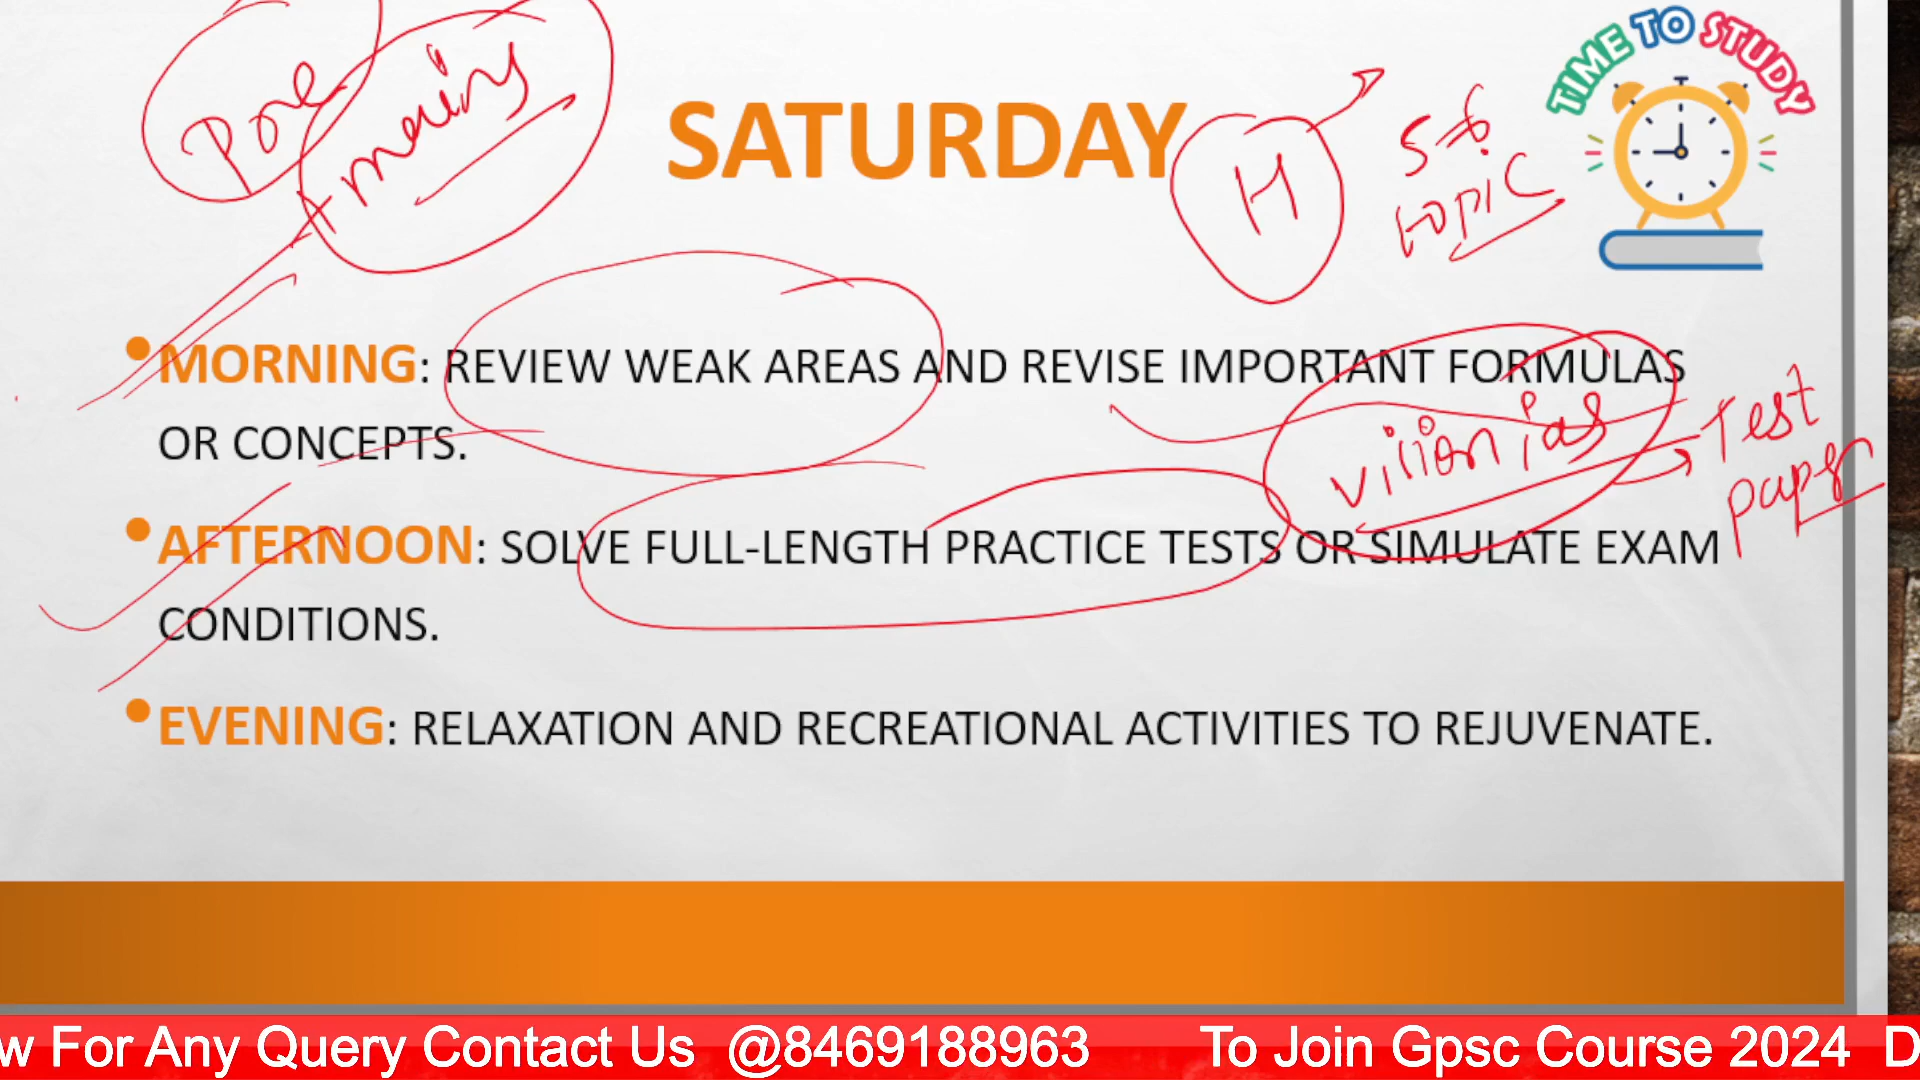 Pre
+ mains
SATURDAY
H
5-6
topic
TIME TO STUDY
• MORNING: REVIEW WEAK AREAS AND REVISE IMPORTANT FORMULAS
OR CONCEPTS.
vision ias
Test
paper
• AFTERNOON: SOLVE FULL-LENGTH PRACTICE TESTS OR SIMULATE EXAM
CONDITIONS.
• EVENING: RELAXATION AND RECREATIONAL ACTIVITIES TO REJUVENATE.
w For Any Query Contact Us @8469188963 To Join Gpsc Course 2024 D